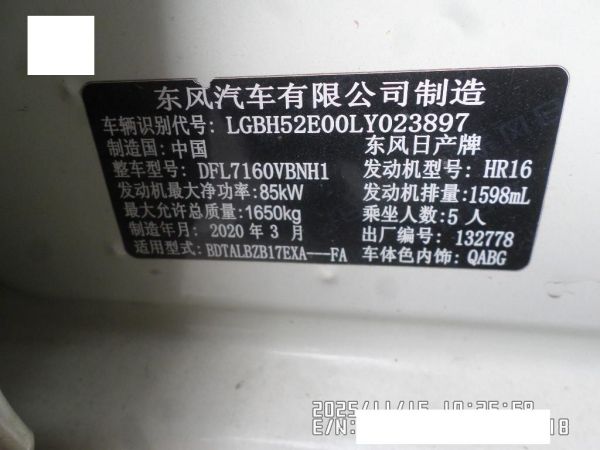 东风汽车有限公司制造
车辆识别代号: LGBH52E00LY023897
制造国: 中国 东风日产牌
整车型号: DFL7160VBNH1 发动机型号: HR16
发动机最大净功率: 85kW 发动机排量: 1598mL
最大允许总质量: 1650kg 乘坐人数: 5 人
制造年月: 2020 年 3 月 出厂编号: 132778
适用型号: BDTALBZB17EXA---FA 车体色内饰: QABG
2025/11/15 10:25:58
E/N: 18